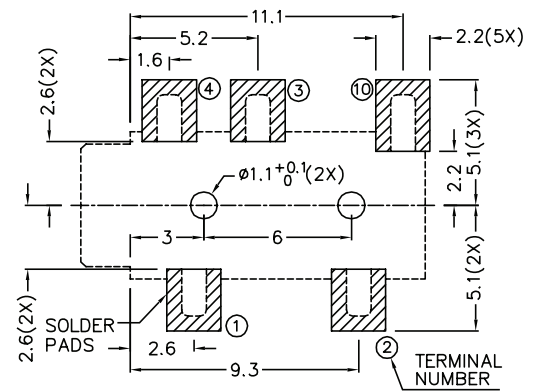 11.1
5.2
2.2(5X)
1.6
2.6(2X)
4
3
10
5.1(3X)
2.2
ø1.1+0.1 0 (2X)
3
6
5.1(2X)
2.6(2X)
SOLDER
PADS
1
2
2.6
9.3
TERMINAL
NUMBER